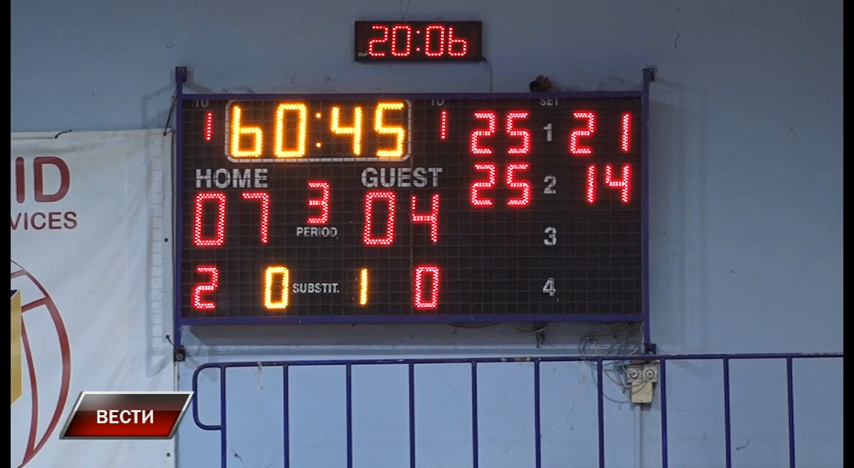 20:06
TO TO SET
1 60:45 1 25 1 21
HOME GUEST 25 2 14
07 3 04
PERIOD 3
2 0 SUBSTIT. 1 0 4
ID
VICES
ВЕСТИ